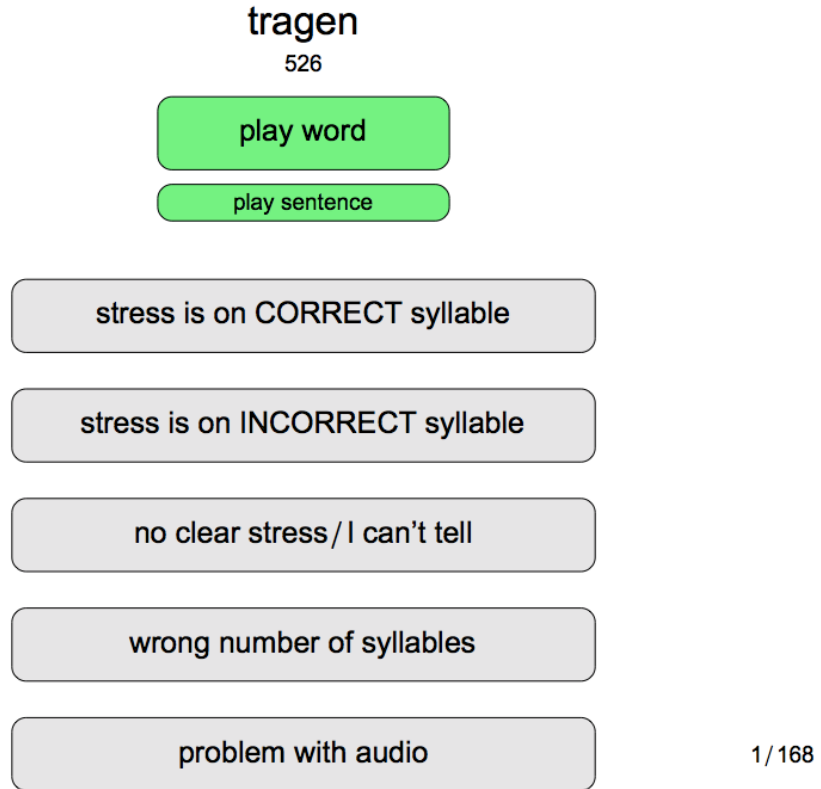 tragen
526
play word
play sentence
stress is on CORRECT syllable
stress is on INCORRECT syllable
no clear stress/I can't tell
wrong number of syllables
problem with audio
1/168